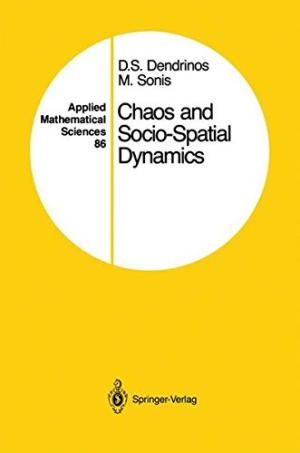 D.S. Dendrinos
M. Sonis
Applied
Mathematical
Sciences
86
Chaos and
Socio-Spatial
Dynamics
Springer-Verlag